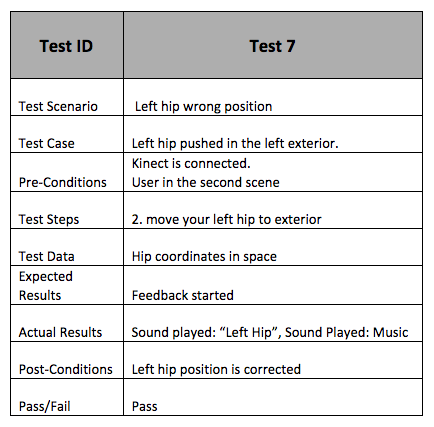 Test ID Test 7
Test Scenario Left hip wrong position
Test Case Left hip pushed in the left exterior.
Kinect is connected.
Pre-Conditions User in the second scene
Test Steps 2. move your left hip to exterior
Test Data Hip coordinates in space
Expected
Results Feedback started
Actual Results Sound played: “Left Hip”, Sound Played: Music
Post-Conditions Left hip position is corrected
Pass/Fail Pass